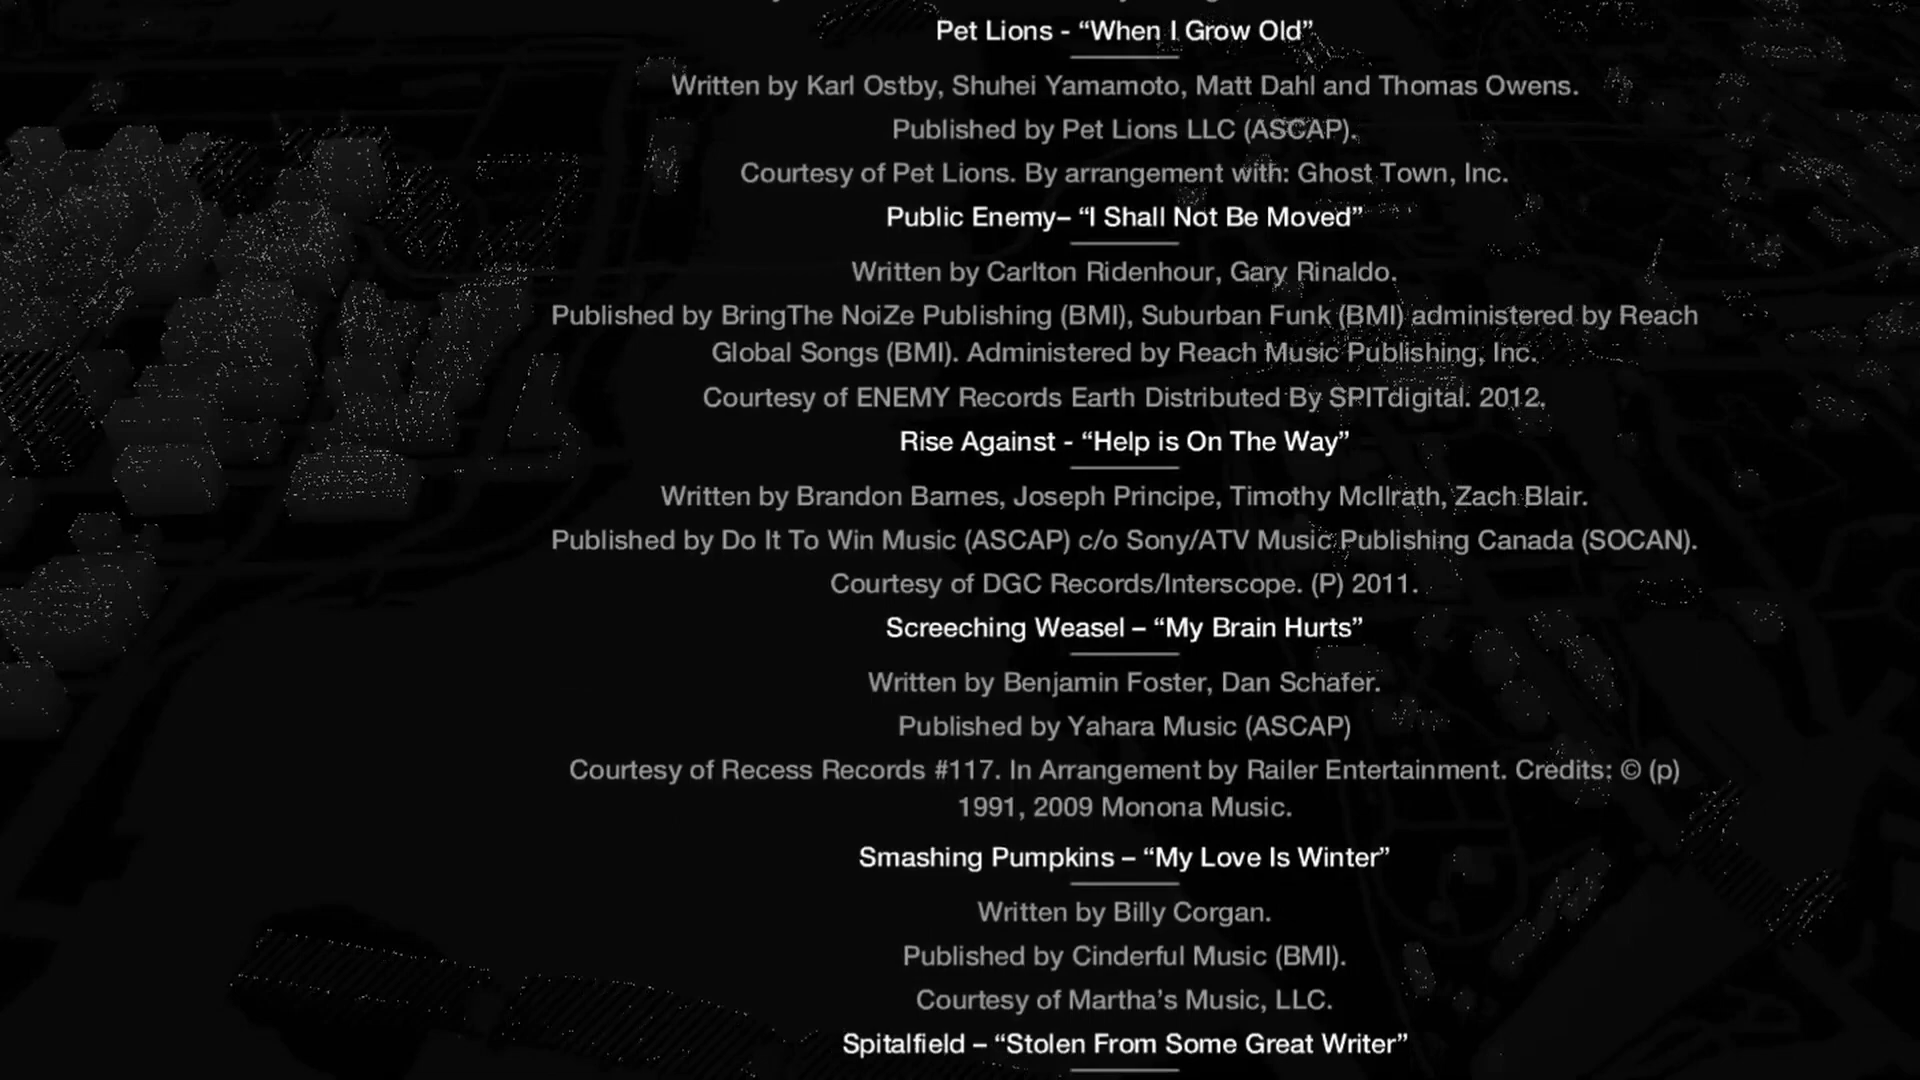 Pet Lions - “When I Grow Old”
Written by Karl Ostby, Shuhei Yamamoto, Matt Dahl and Thomas Owens.
Published by Pet Lions LLC (ASCAP).
Courtesy of Pet Lions. By arrangement with: Ghost Town, Inc.
Public Enemy– “I Shall Not Be Moved”
Written by Carlton Ridenhour, Gary Rinaldo.
Published by BringThe NoiZe Publishing (BMI), Suburban Funk (BMI) administered by Reach
Global Songs (BMI). Administered by Reach Music Publishing, Inc.
Courtesy of ENEMY Records Earth Distributed By SPITdigital. 2012.
Rise Against - “Help is On The Way”
Written by Brandon Barnes, Joseph Principe, Timothy McIlrath, Zach Blair.
Published by Do It To Win Music (ASCAP) c/o Sony/ATV Music Publishing Canada (SOCAN).
Courtesy of DGC Records/Interscope. (P) 2011.
Screeching Weasel – “My Brain Hurts”
Written by Benjamin Foster, Dan Schafer.
Published by Yahara Music (ASCAP)
Courtesy of Recess Records #117. In Arrangement by Railer Entertainment. Credits: © (p)
1991, 2009 Monona Music.
Smashing Pumpkins – “My Love Is Winter”
Written by Billy Corgan.
Published by Cinderful Music (BMI).
Courtesy of Martha’s Music, LLC.
Spitalfield – “Stolen From Some Great Writer”